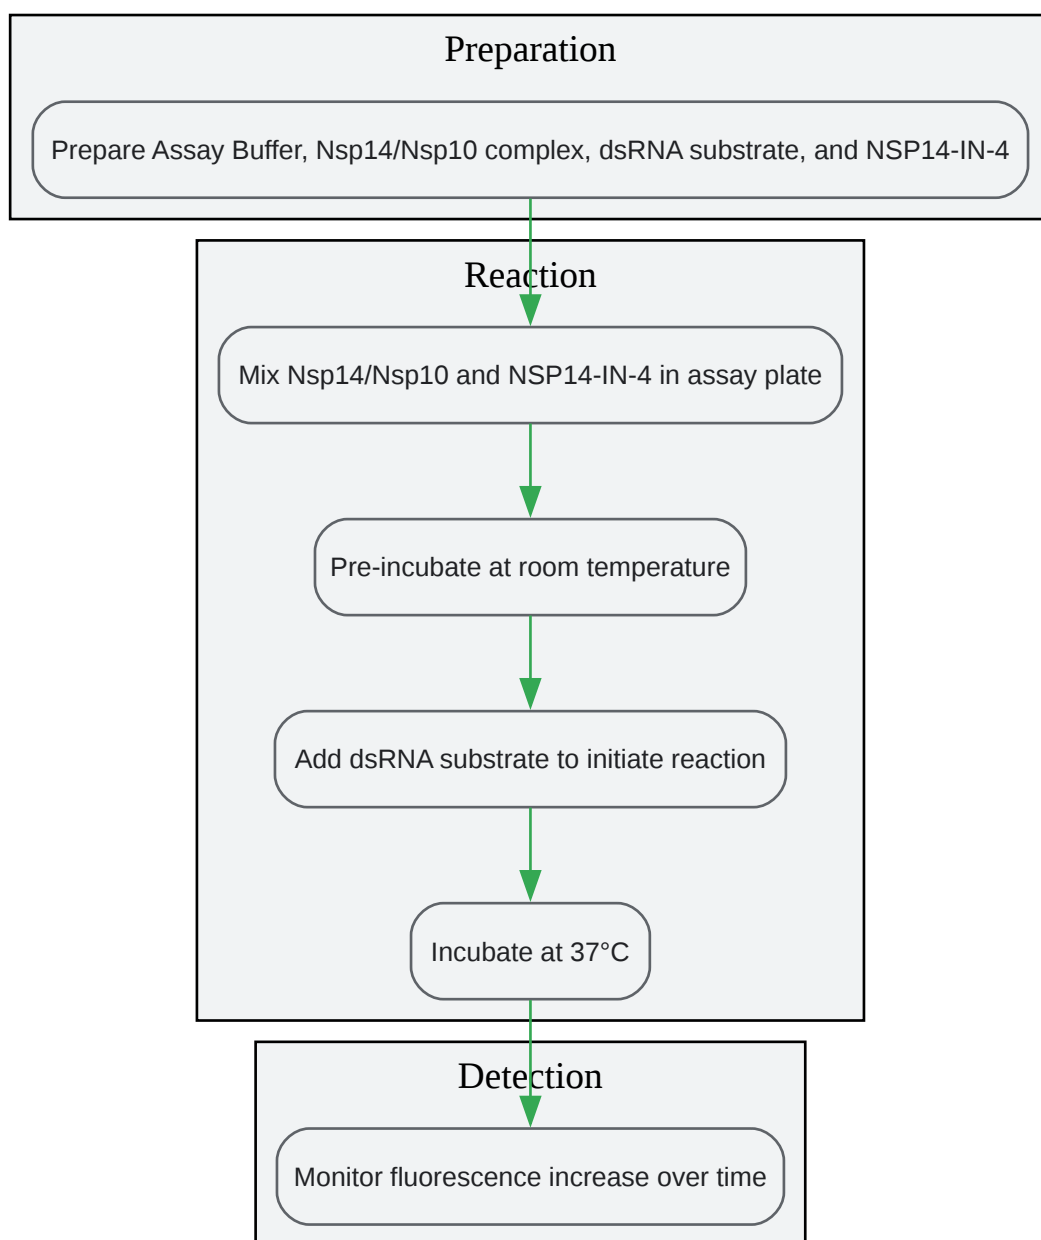 Preparation
Prepare Assay Buffer, Nsp14/Nsp10 complex, dsRNA substrate, and NSP14-IN-4
Reaction
Mix Nsp14/Nsp10 and NSP14-IN-4 in assay plate
Pre-incubate at room temperature
Add dsRNA substrate to initiate reaction
Incubate at 37°C
Detection
Monitor fluorescence increase over time